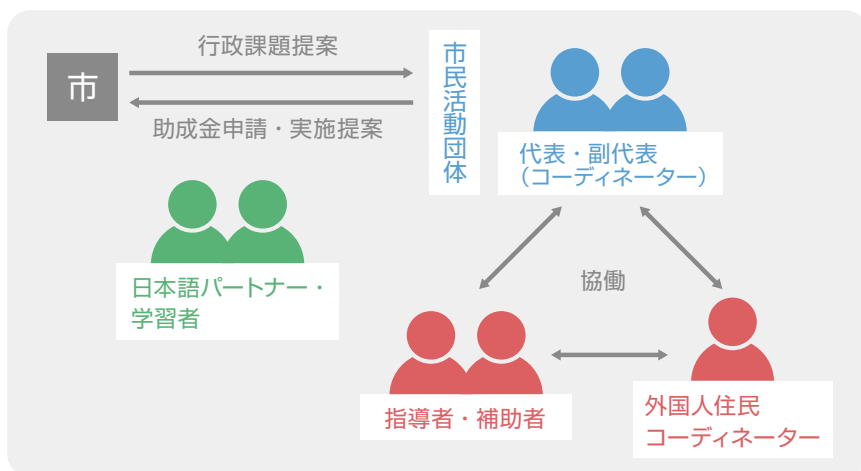 市
行政課題提案
助成金申請・実施提案
市民活動団体
代表・副代表
（コーディネーター）
日本語パートナー・
学習者
協働
指導者・補助者
外国人住民
コーディネーター